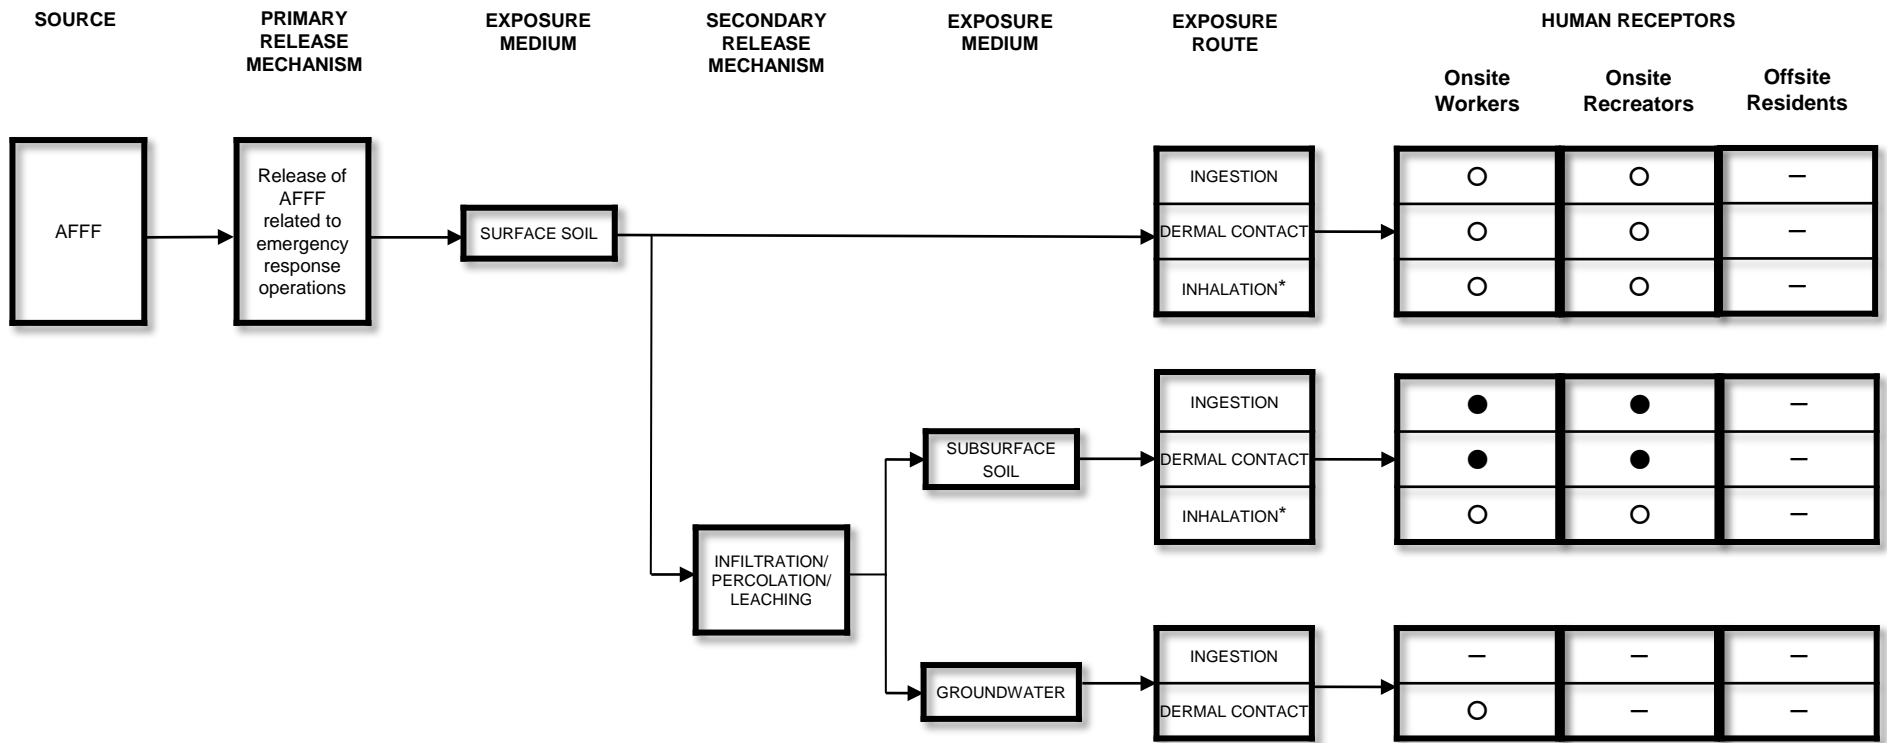 SOURCE
PRIMARY
RELEASE
MECHANISM
EXPOSURE
MEDIUM
SECONDARY
RELEASE
MECHANISM
EXPOSURE
MEDIUM
EXPOSURE
ROUTE
HUMAN RECEPTORS
Onsite
Workers
Onsite
Recreators
Offsite
Residents
AFFF
Release of
AFFF
related to
emergency
response
operations
SURFACE SOIL
INGESTION
DERMAL CONTACT
INHALATION*
○ ○ –
○ ○ –
○ ○ –
INFILTRATION/
PERCOLATION/
LEACHING
SUBSURFACE
SOIL
INGESTION
DERMAL CONTACT
INHALATION*
● ● –
● ● –
○ ○ –
GROUNDWATER
INGESTION
DERMAL CONTACT
– – –
○ – –